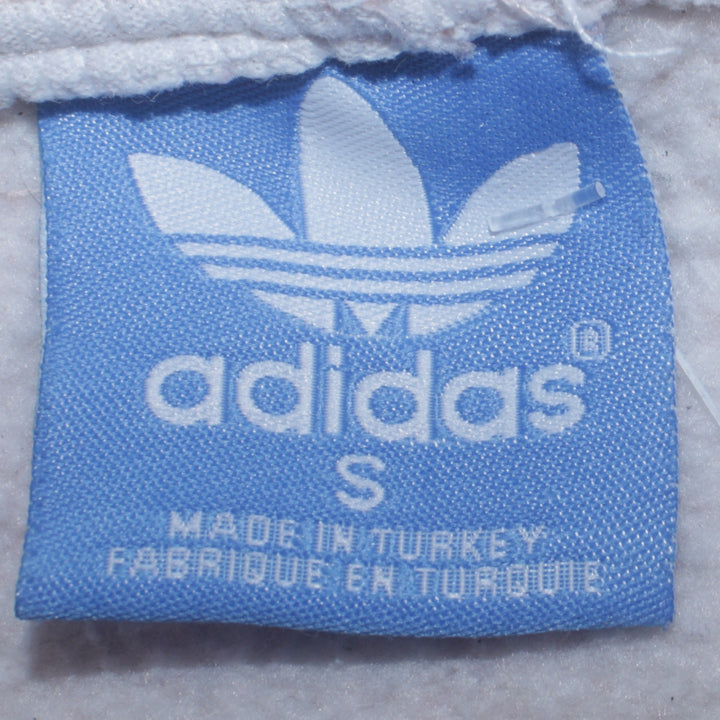 adidas®
S
MADE IN TURKEY
FABRIQUE EN TURQUIE